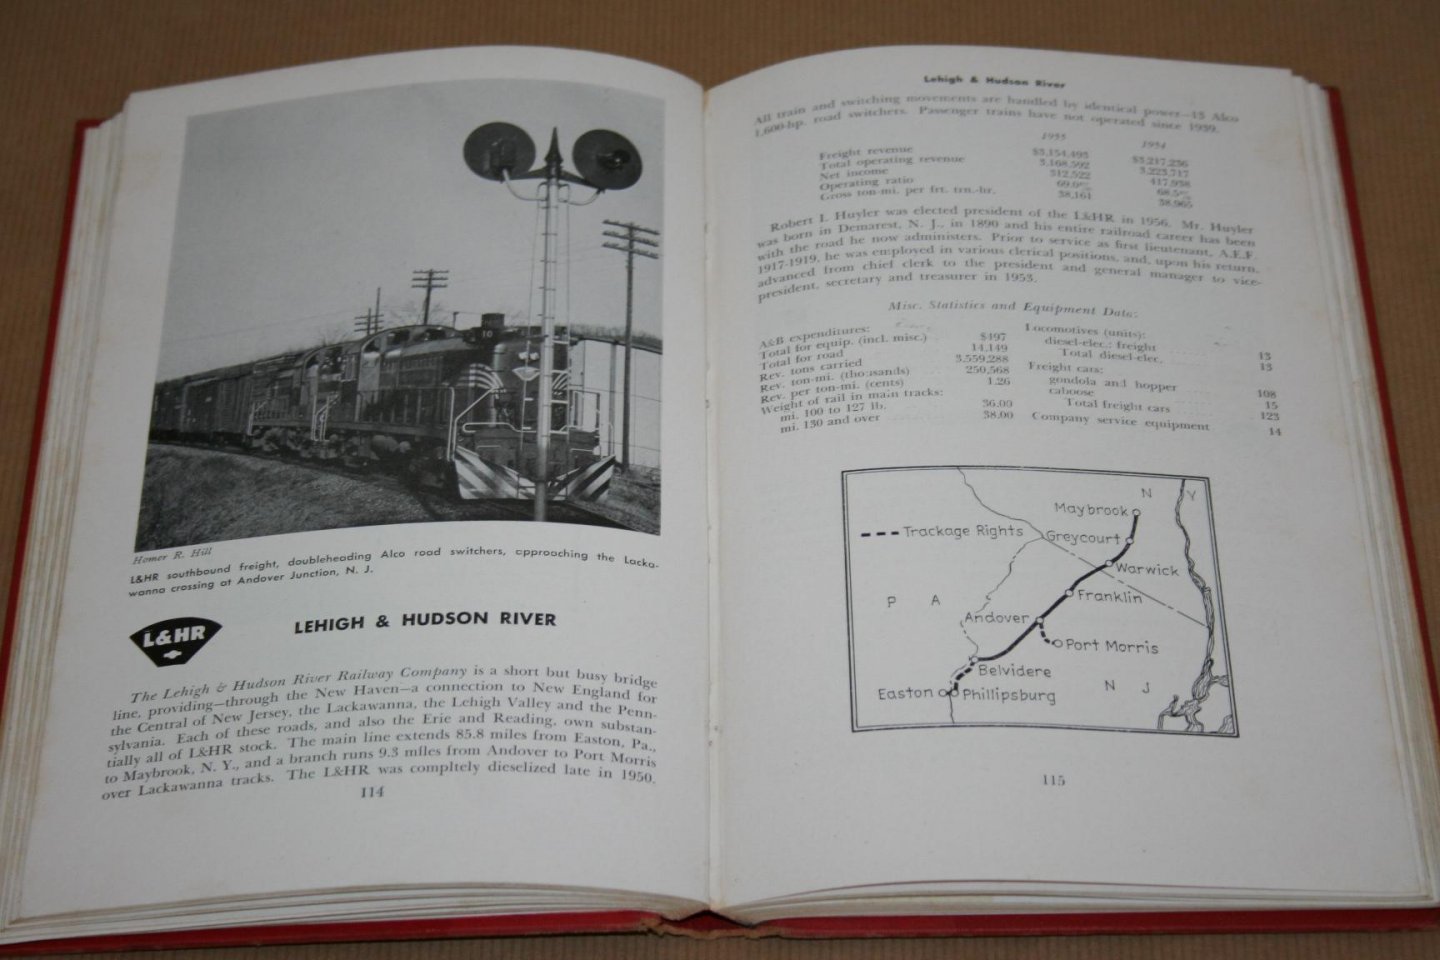 10
Homer R. Hill
L&HR southbound freight, doubleheading Alco road switchers, approaching the Lacka-
wanna crossing at Andover Junction, N. J.
L&HR
LEHIGH & HUDSON RIVER
The Lehigh & Hudson River Railway Company is a short but busy bridge
line, providing—through the New Haven—a connection to New England for
the Central of New Jersey, the Lackawanna, the Lehigh Valley and the Penn-
sylvania. Each of these roads, and also the Erie and Reading, own substan-
tially all of L&HR stock. The main line extends 85.8 miles from Easton, Pa.,
to Maybrook, N. Y., and a branch runs 9.3 miles from Andover to Port Morris
over Lackawanna tracks. The L&HR was compltely dieselized late in 1950.
114
Lehigh & Hudson River
All train and switching movements are handled by identical power—13 Alco
1,600-hp. road switchers. Passenger trains have not operated since 1939.
1955 1954
Freight revenue $3,154,493 $3,217,236
Total operating revenue 3,168,592 3,223,717
Net income 312,522 417,938
Operating ratio 69.0% 68.5%
Gross ton-mi. per frt. trn.-hr. 38,161 38,965
Robert I. Huyler was elected president of the L&HR in 1956. Mr. Huyler
was born in Demarest, N. J., in 1890 and his entire railroad career has been
with the road he now administers. Prior to service as first lieutenant, A.E.F.
1917-1919, he was employed in various clerical positions, and, upon his return,
advanced from chief clerk to the president and general manager to vice-
president, secretary and treasurer in 1953.
Misc. Statistics and Equipment Data:
A&B expenditures:
Total for equip. (incl. misc.) $497
Total for road 14,149
Rev. tons carried 3,559,288
Rev. ton-mi. (thousands) 250,568
Rev. per ton-mi. (cents) 1.26
Weight of rail in main tracks:
mi. 100 to 127 lb. 36.00
mi. 130 and over 38.00
Locomotives (units):
diesel-elec.: freight 13
Total diesel-elec. 13
Freight cars:
gondola and hopper 108
caboose 15
Total freight cars 123
Company service equipment 14
N Y
Maybrook
Trackage Rights
Greycourt
Warwick
P A
Franklin
Andover
Port Morris
Belvidere
N J
Easton
Phillipsburg
115